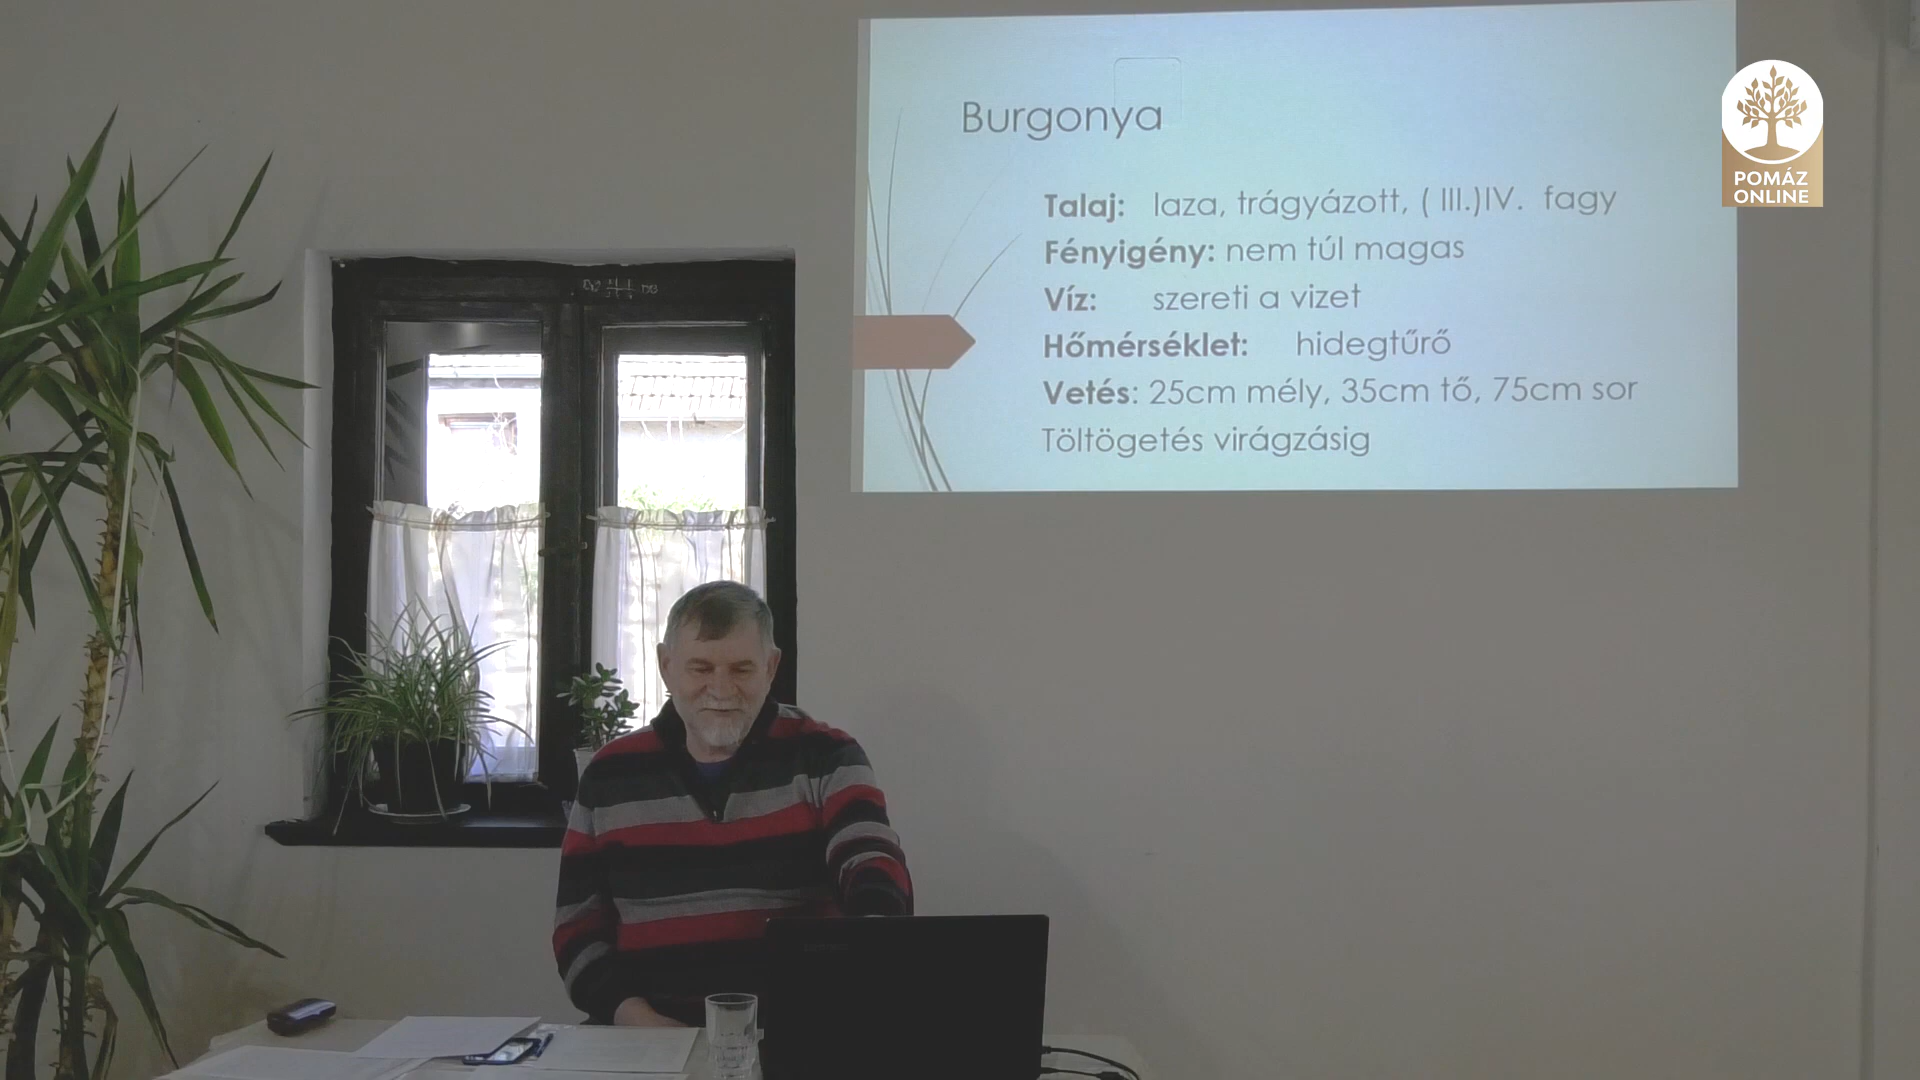 Burgonya
Talaj: laza, trágyázott, ( III.)IV. fagy
Fényigény: nem túl magas
Víz: szereti a vizet
Hőmérséklet: hidegtűrő
Vetés: 25cm mély, 35cm tő, 75cm sor
Töltögetés virágzásig
POMÁZ
ONLINE